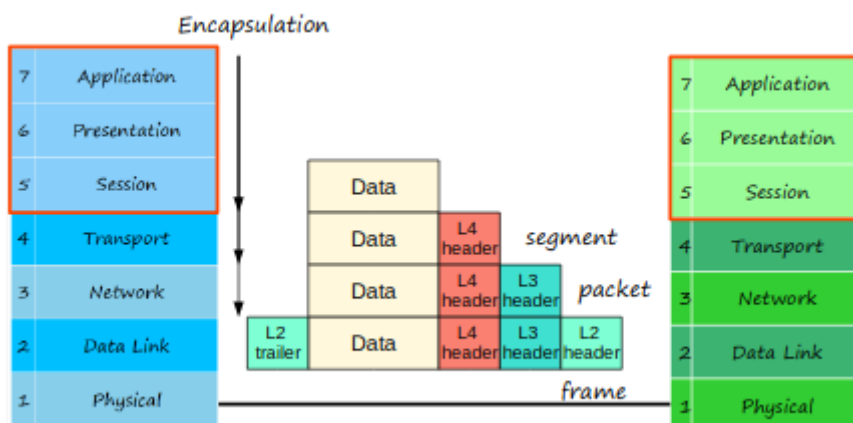 Encapsulation
7 Application
6 Presentation
5 Session
4 Transport
3 Network
2 Data Link
1 Physical
Data
Data L4 header segment
Data L4 header L3 header packet
L2 trailer Data L4 header L3 header L2 header
frame
7 Application
6 Presentation
5 Session
4 Transport
3 Network
2 Data Link
1 Physical